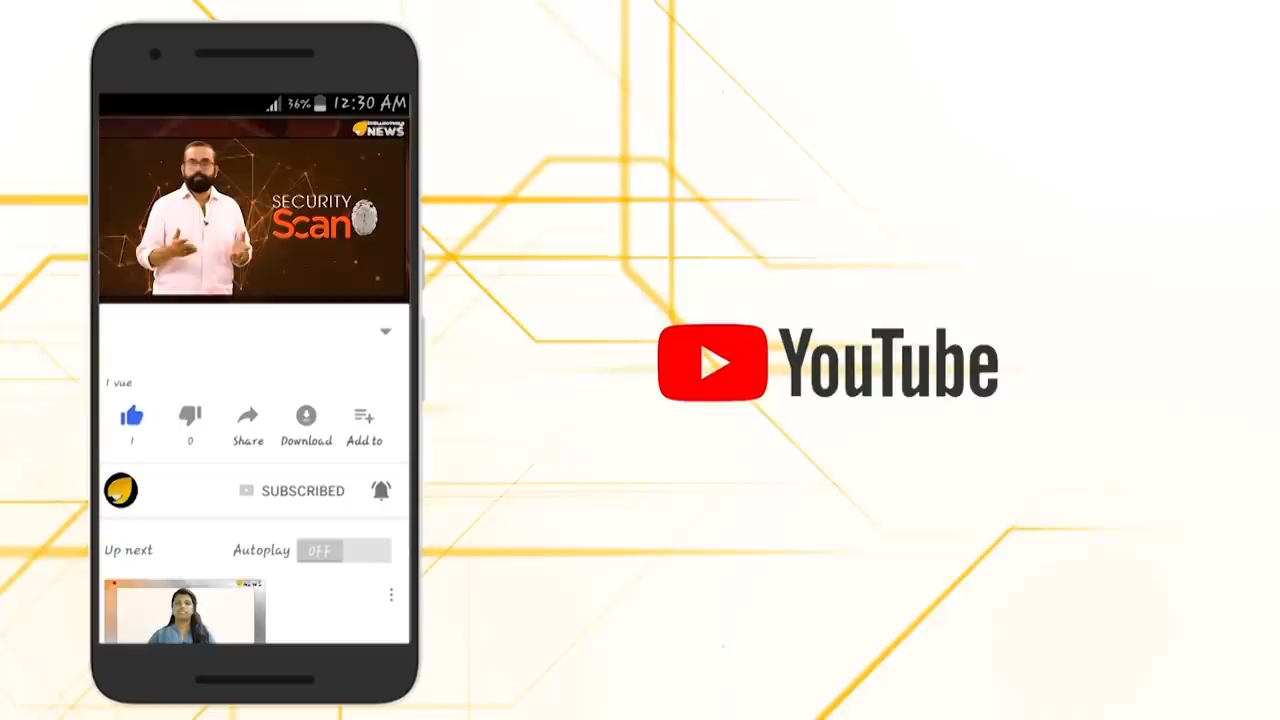 36% 12:30 AM
NEWS
SECURITY
Scan
1 vue
1 0 Share Download Add to
SUBSCRIBED
Up next Autoplay OFF
NEWS
YouTube